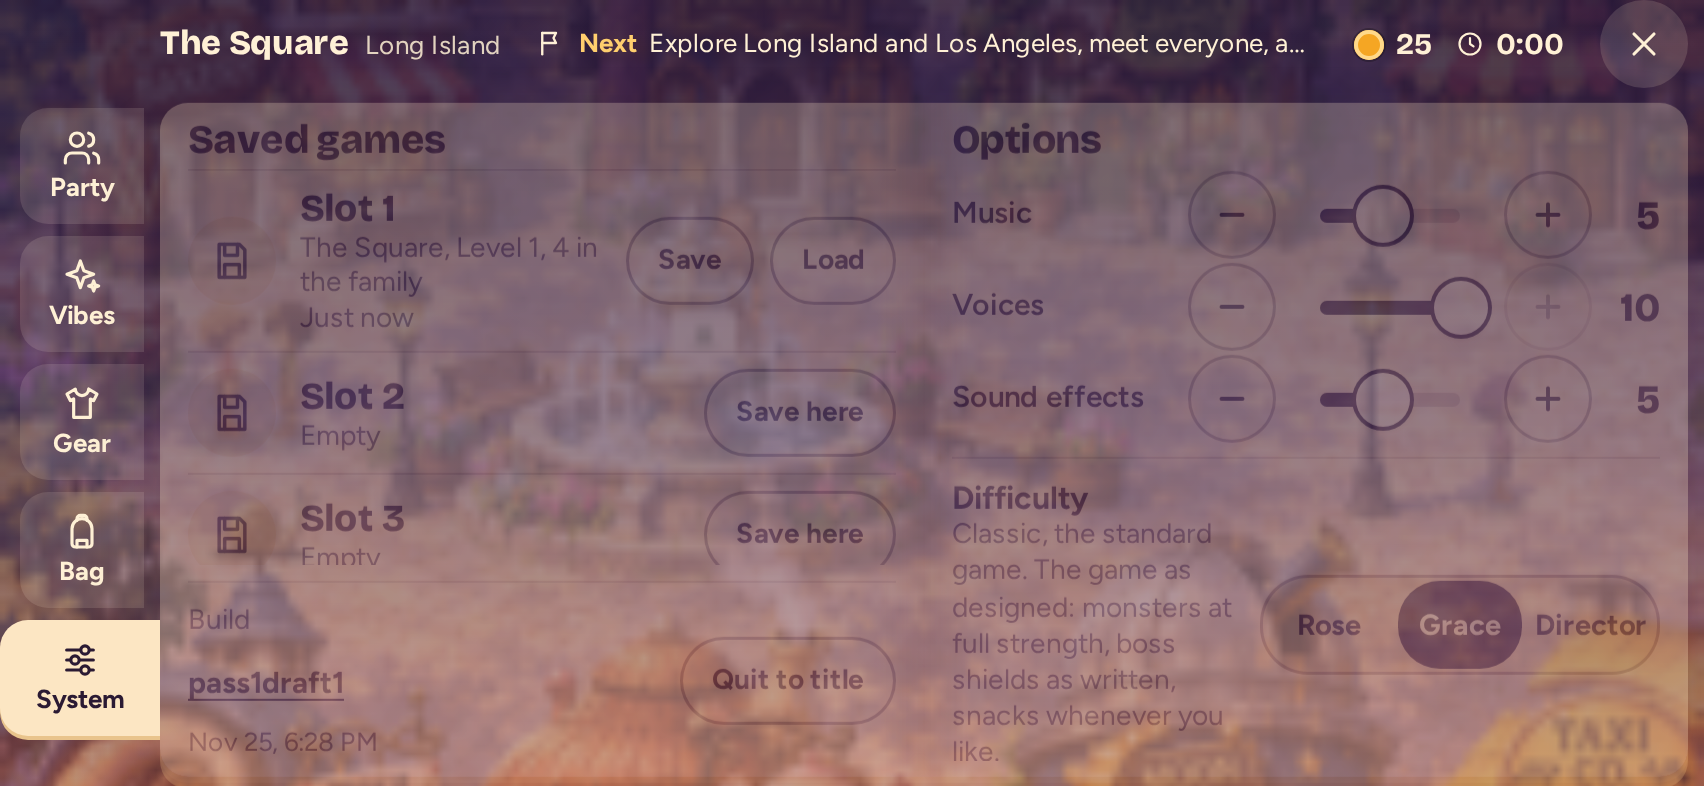 The Square Long Island
Next Explore Long Island and Los Angeles, meet everyone, a...
25
0:00
Party
Vibes
Gear
Bag
System
Saved games
Slot 1
The Square, Level 1, 4 in
the family
Just now
Save
Load
Slot 2
Empty
Save here
Slot 3
Empty
Save here
Build
pass1draft1
Nov 25, 6:28 PM
Quit to title
Options
Music
5
Voices
10
Sound effects
5
Difficulty
Classic, the standard
game. The game as
designed: monsters at
full strength, boss
shields as written,
snacks whenever you
like.
Rose
Grace
Director
TAXI